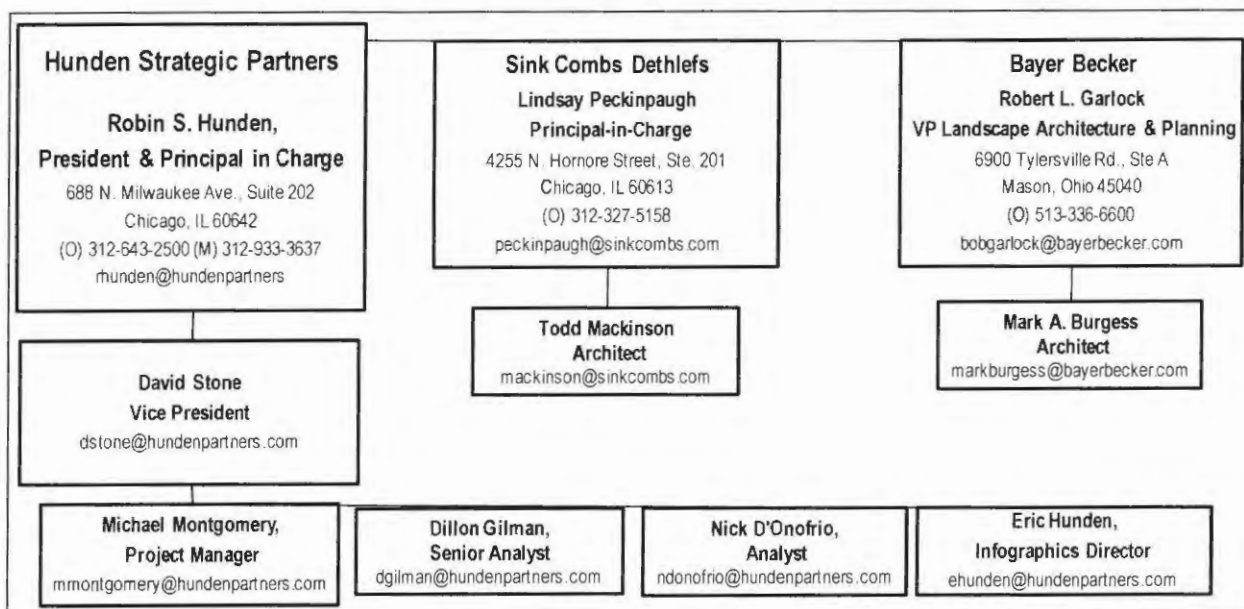 Hunden Strategic Partners
Robin S. Hunden,
President & Principal in Charge
688 N. Milwaukee Ave., Suite 202
Chicago, IL 60642
(O) 312-643-2500 (M) 312-933-3637
rhunden@hundenpartners
Sink Combs Dethlefs
Lindsay Peckinpaugh
Principal-in-Charge
4255 N. Hornore Street, Ste. 201
Chicago, IL 60613
(O) 312-327-5158
peckinpaugh@sinkcombs.com
Bayer Becker
Robert L. Garlock
VP Landscape Architecture & Planning
6900 Tylersville Rd., Ste A
Mason, Ohio 45040
(O) 513-336-6600
bobgarlock@bayerbecker.com
Todd Mackinson
Architect
mackinson@sinkcombs.com
Mark A. Burgess
Architect
markburgess@bayerbecker.com
David Stone
Vice President
dstone@hundenpartners.com
Michael Montgomery,
Project Manager
mmontgomery@hundenpartners.com
Dillon Gilman,
Senior Analyst
dgilman@hundenpartners.com
Nick D'Onofrio,
Analyst
ndonofrio@hundenpartners.com
Eric Hunden,
Infographics Director
ehunden@hundenpartners.com